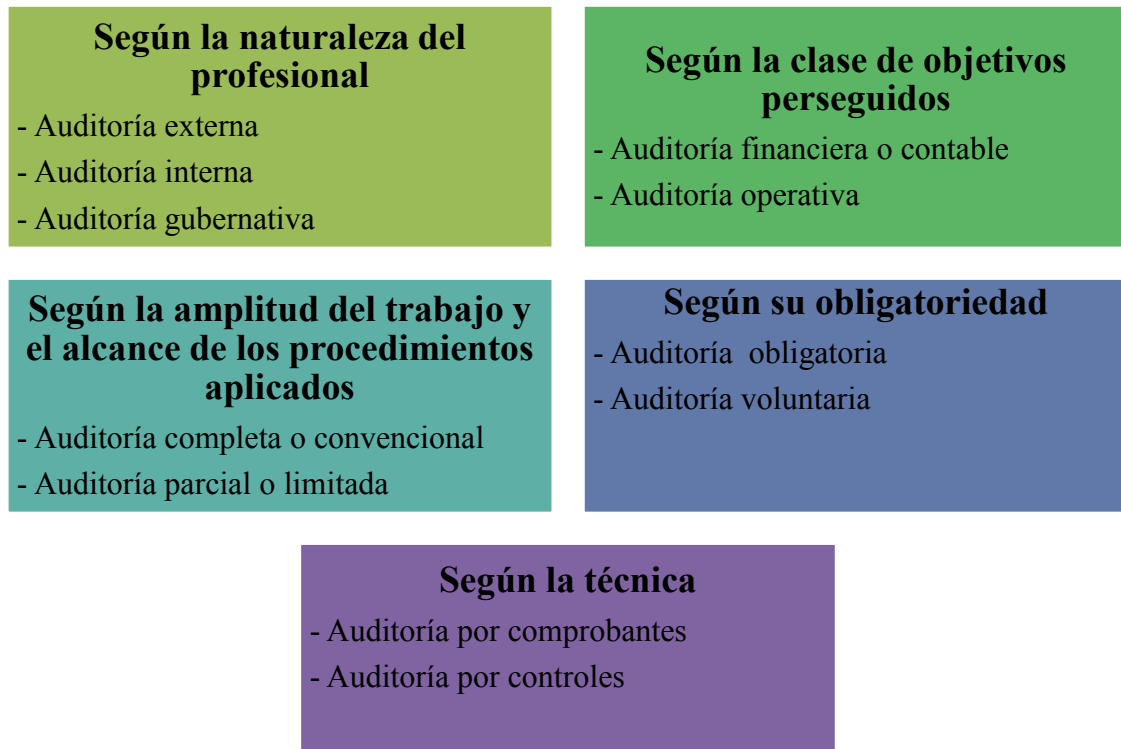 Según la naturaleza del
profesional
- Auditoría externa
- Auditoría interna
- Auditoría gubernativa
Según la clase de objetivos
perseguidos
- Auditoría financiera o contable
- Auditoría operativa
Según la amplitud del trabajo y
el alcance de los procedimientos
aplicados
- Auditoría completa o convencional
- Auditoría parcial o limitada
Según su obligatoriedad
- Auditoría  obligatoria
- Auditoría voluntaria
Según la técnica
- Auditoría por comprobantes
- Auditoría por controles